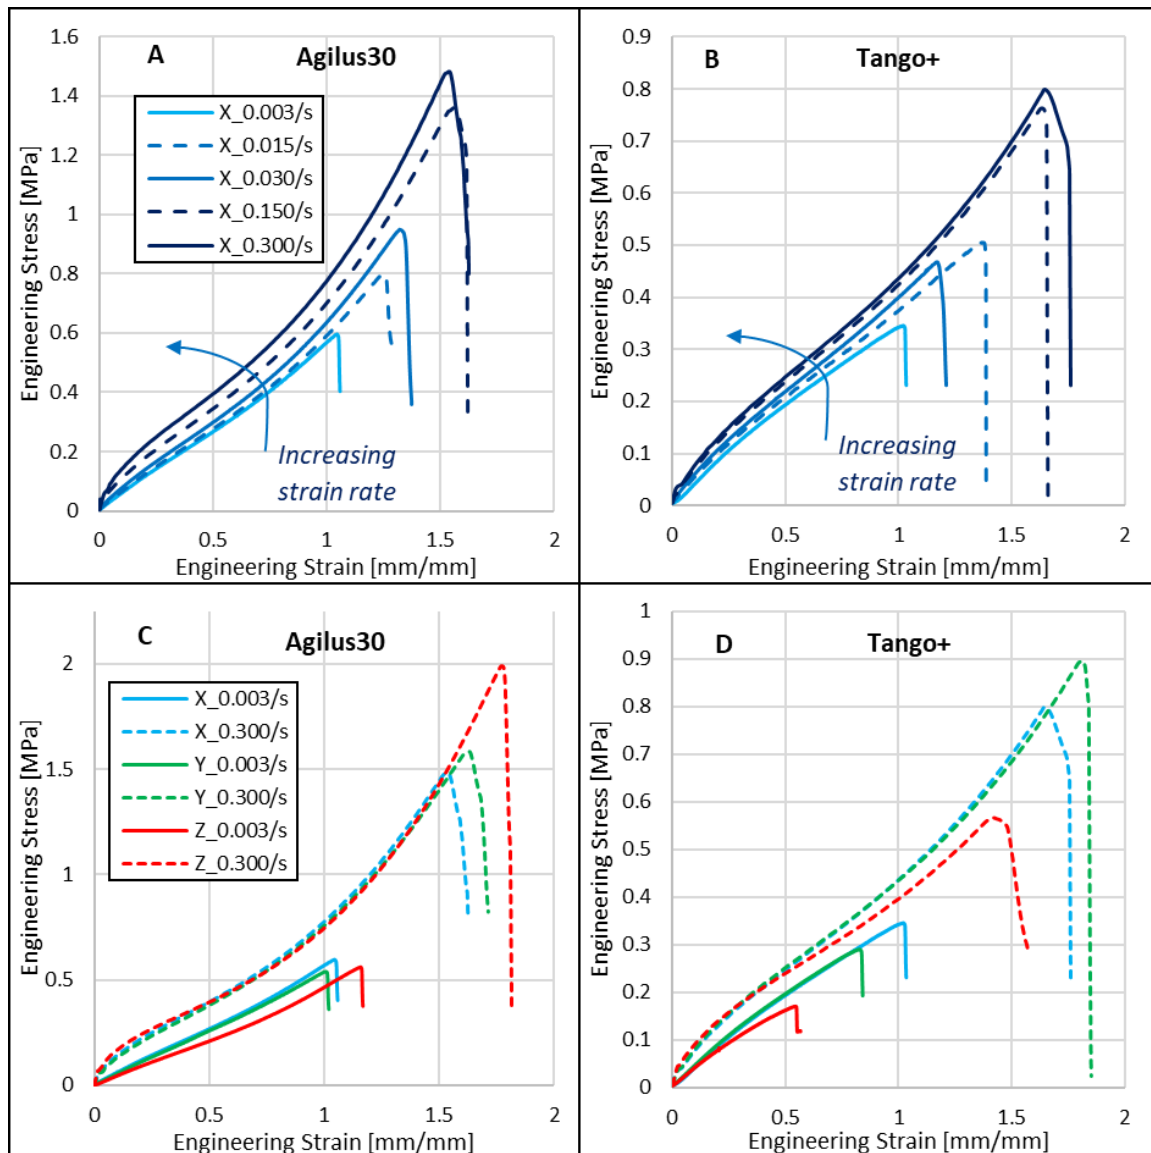 A
Agilus30
1.6
1.4
1.2
1
0.8
0.6
0.4
0.2
0
Engineering Stress [MPa]
X_0.003/s
X_0.015/s
X_0.030/s
X_0.150/s
X_0.300/s
Increasing
strain rate
0 0.5 1 1.5 2
Engineering Strain [mm/mm]
B
Tango+
0.9
0.8
0.7
0.6
0.5
0.4
0.3
0.2
0.1
0
Engineering Stress [MPa]
Increasing
strain rate
0 0.5 1 1.5 2
Engineering Strain [mm/mm]
C
Agilus30
2
1.5
1
0.5
0
Engineering Stress [MPa]
X_0.003/s
X_0.300/s
Y_0.003/s
Y_0.300/s
Z_0.003/s
Z_0.300/s
0 0.5 1 1.5 2
Engineering Strain [mm/mm]
D
Tango+
1
0.9
0.8
0.7
0.6
0.5
0.4
0.3
0.2
0.1
0
Engineering Stress [MPa]
0 0.5 1 1.5 2
Engineering Strain [mm/mm]